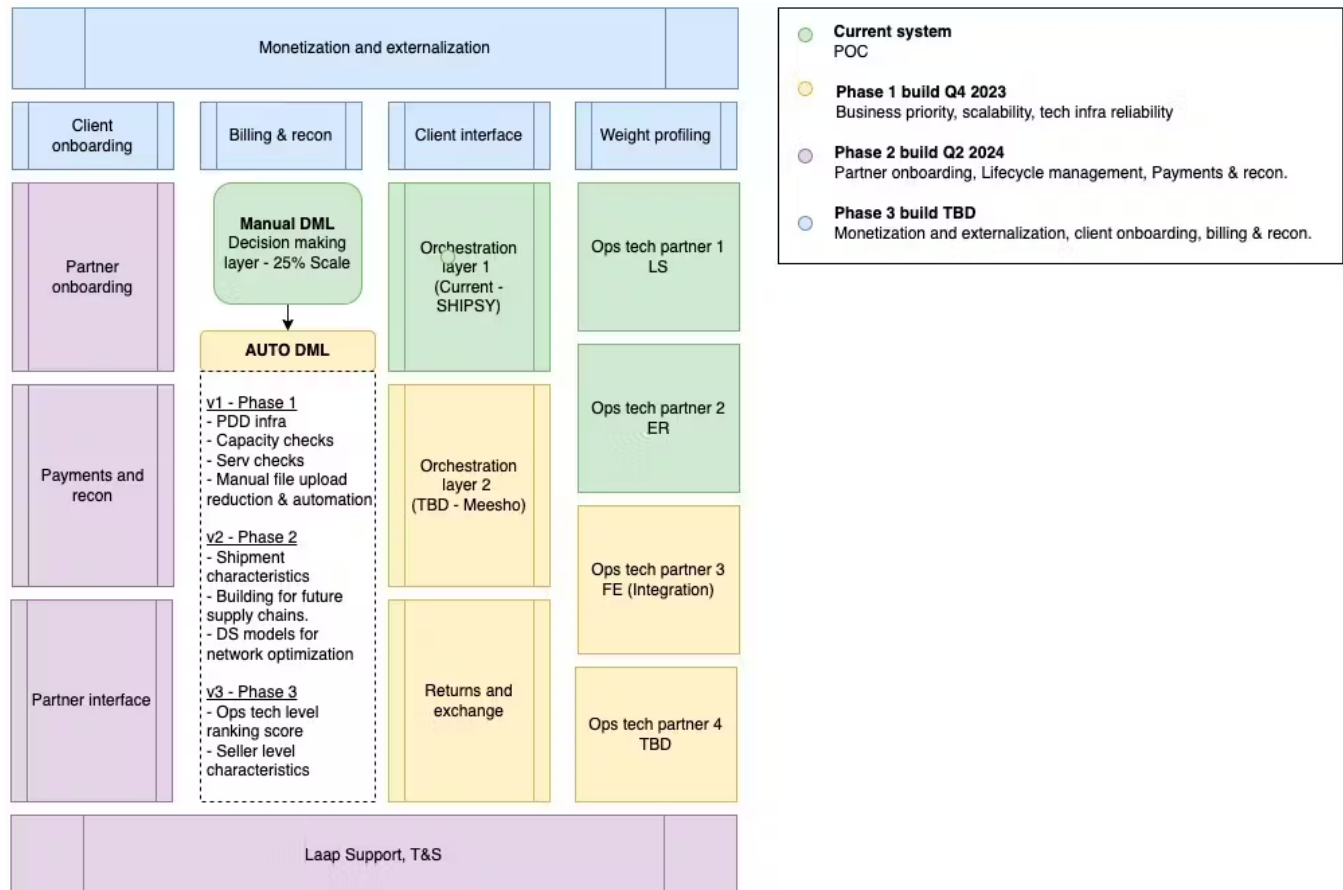 Monetization and externalization
Client
onboarding
Billing & recon
Client interface
Weight profiling
Partner
onboarding
Payments and
recon
Partner interface
Manual DML
Decision making
layer - 25% Scale
AUTO DML
v1 - Phase 1
- PDD infra
- Capacity checks
- Serv checks
- Manual file upload
reduction & automation
v2 - Phase 2
- Shipment
characteristics
- Building for future
supply chains.
- DS models for
network optimization
v3 - Phase 3
- Ops tech level
ranking score
- Seller level
characteristics
Orchestration
layer 1
(Current -
SHIPSY)
Orchestration
layer 2
(TBD - Meesho)
Returns and
exchange
Ops tech partner 1
LS
Ops tech partner 2
ER
Ops tech partner 3
FE (Integration)
Ops tech partner 4
TBD
Laap Support, T&S
Current system
POC
Phase 1 build Q4 2023
Business priority, scalability, tech infra reliability
Phase 2 build Q2 2024
Partner onboarding, Lifecycle management, Payments & recon.
Phase 3 build TBD
Monetization and externalization, client onboarding, billing & recon.